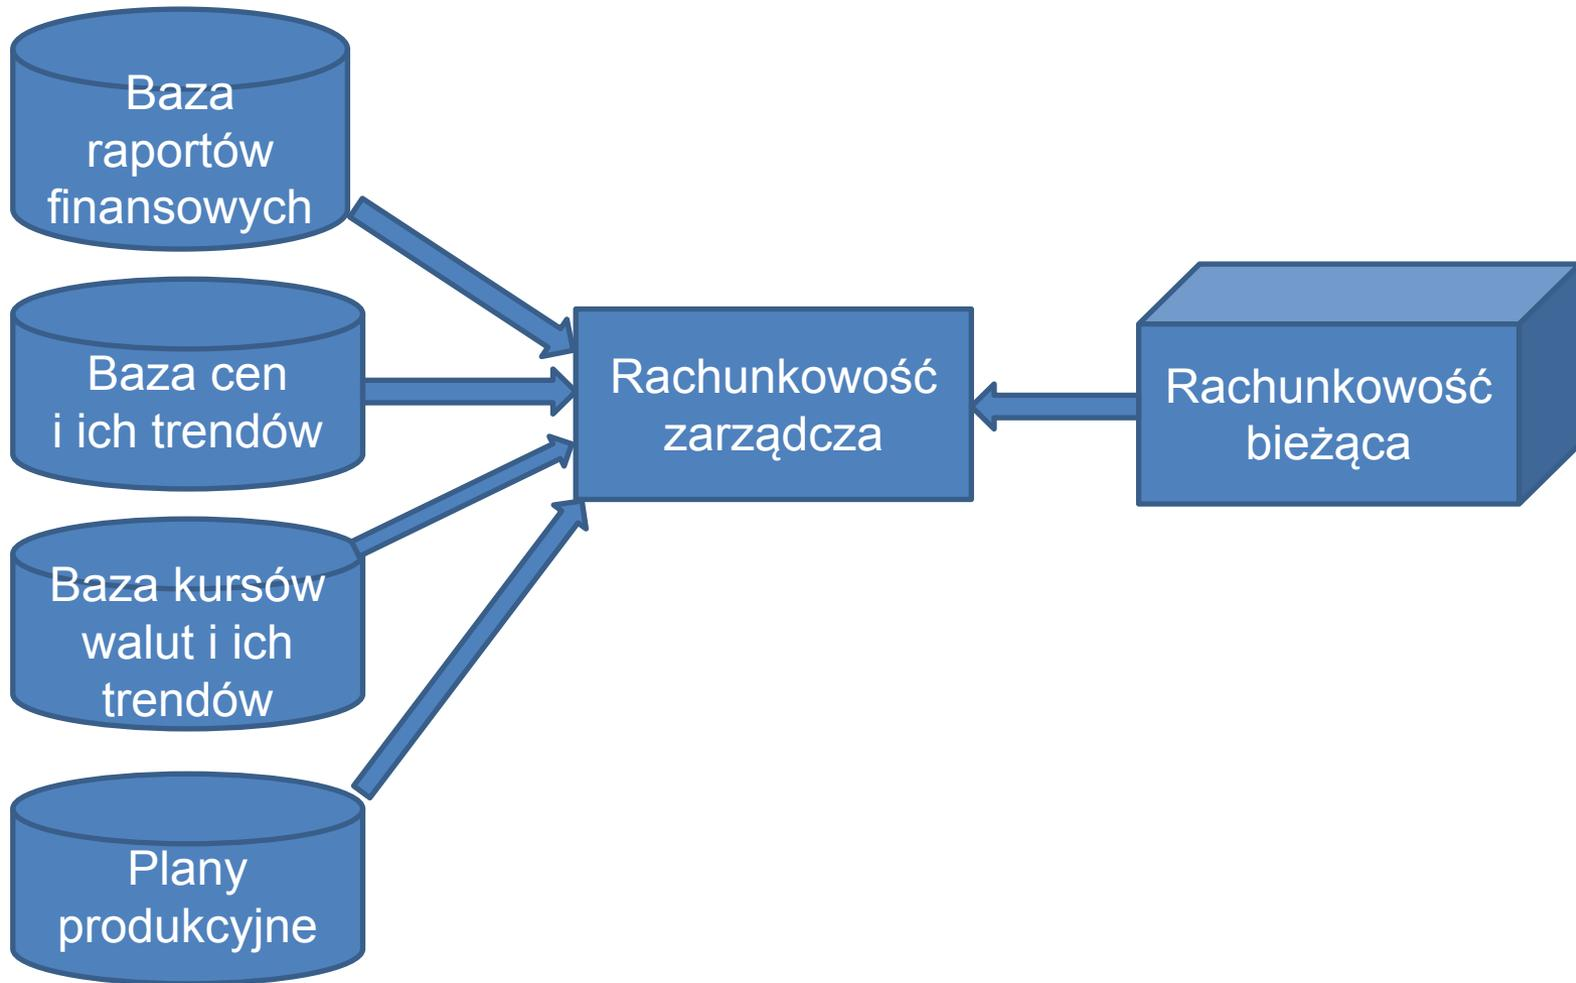 Baza
raportów
finansowych
Baza cen
i ich trendów
Baza kursów
walut i ich
trendów
Plany
produkcyjne
Rachunkowość
zarządcza
Rachunkowość
bieżąca